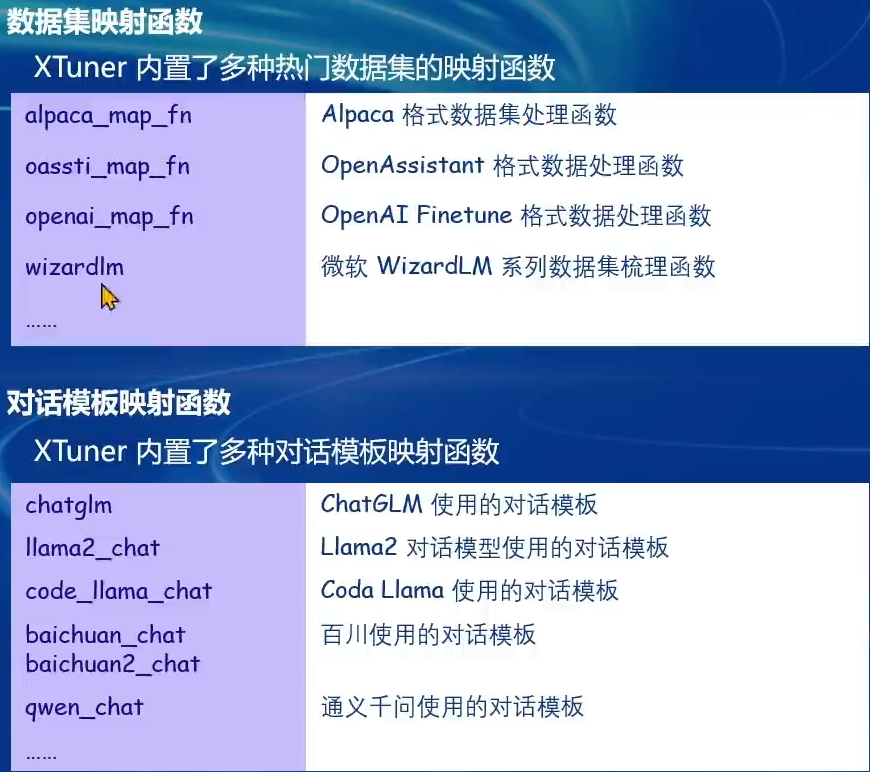 数据集映射函数
XTuner 内置了多种热门数据集的映射函数
alpaca_map_fn Alpaca 格式数据集处理函数
oassti_map_fn OpenAssistant 格式数据处理函数
openai_map_fn OpenAI Finetune 格式数据处理函数
wizardlm 微软 WizardLM 系列数据集梳理函数
......
对话模板映射函数
XTuner 内置了多种对话模板映射函数
chatglm ChatGLM 使用的对话模板
llama2_chat Llama2 对话模型使用的对话模板
code_llama_chat Coda Llama 使用的对话模板
baichuan_chat 百川使用的对话模板
baichuan2_chat
qwen_chat 通义千问使用的对话模板
......